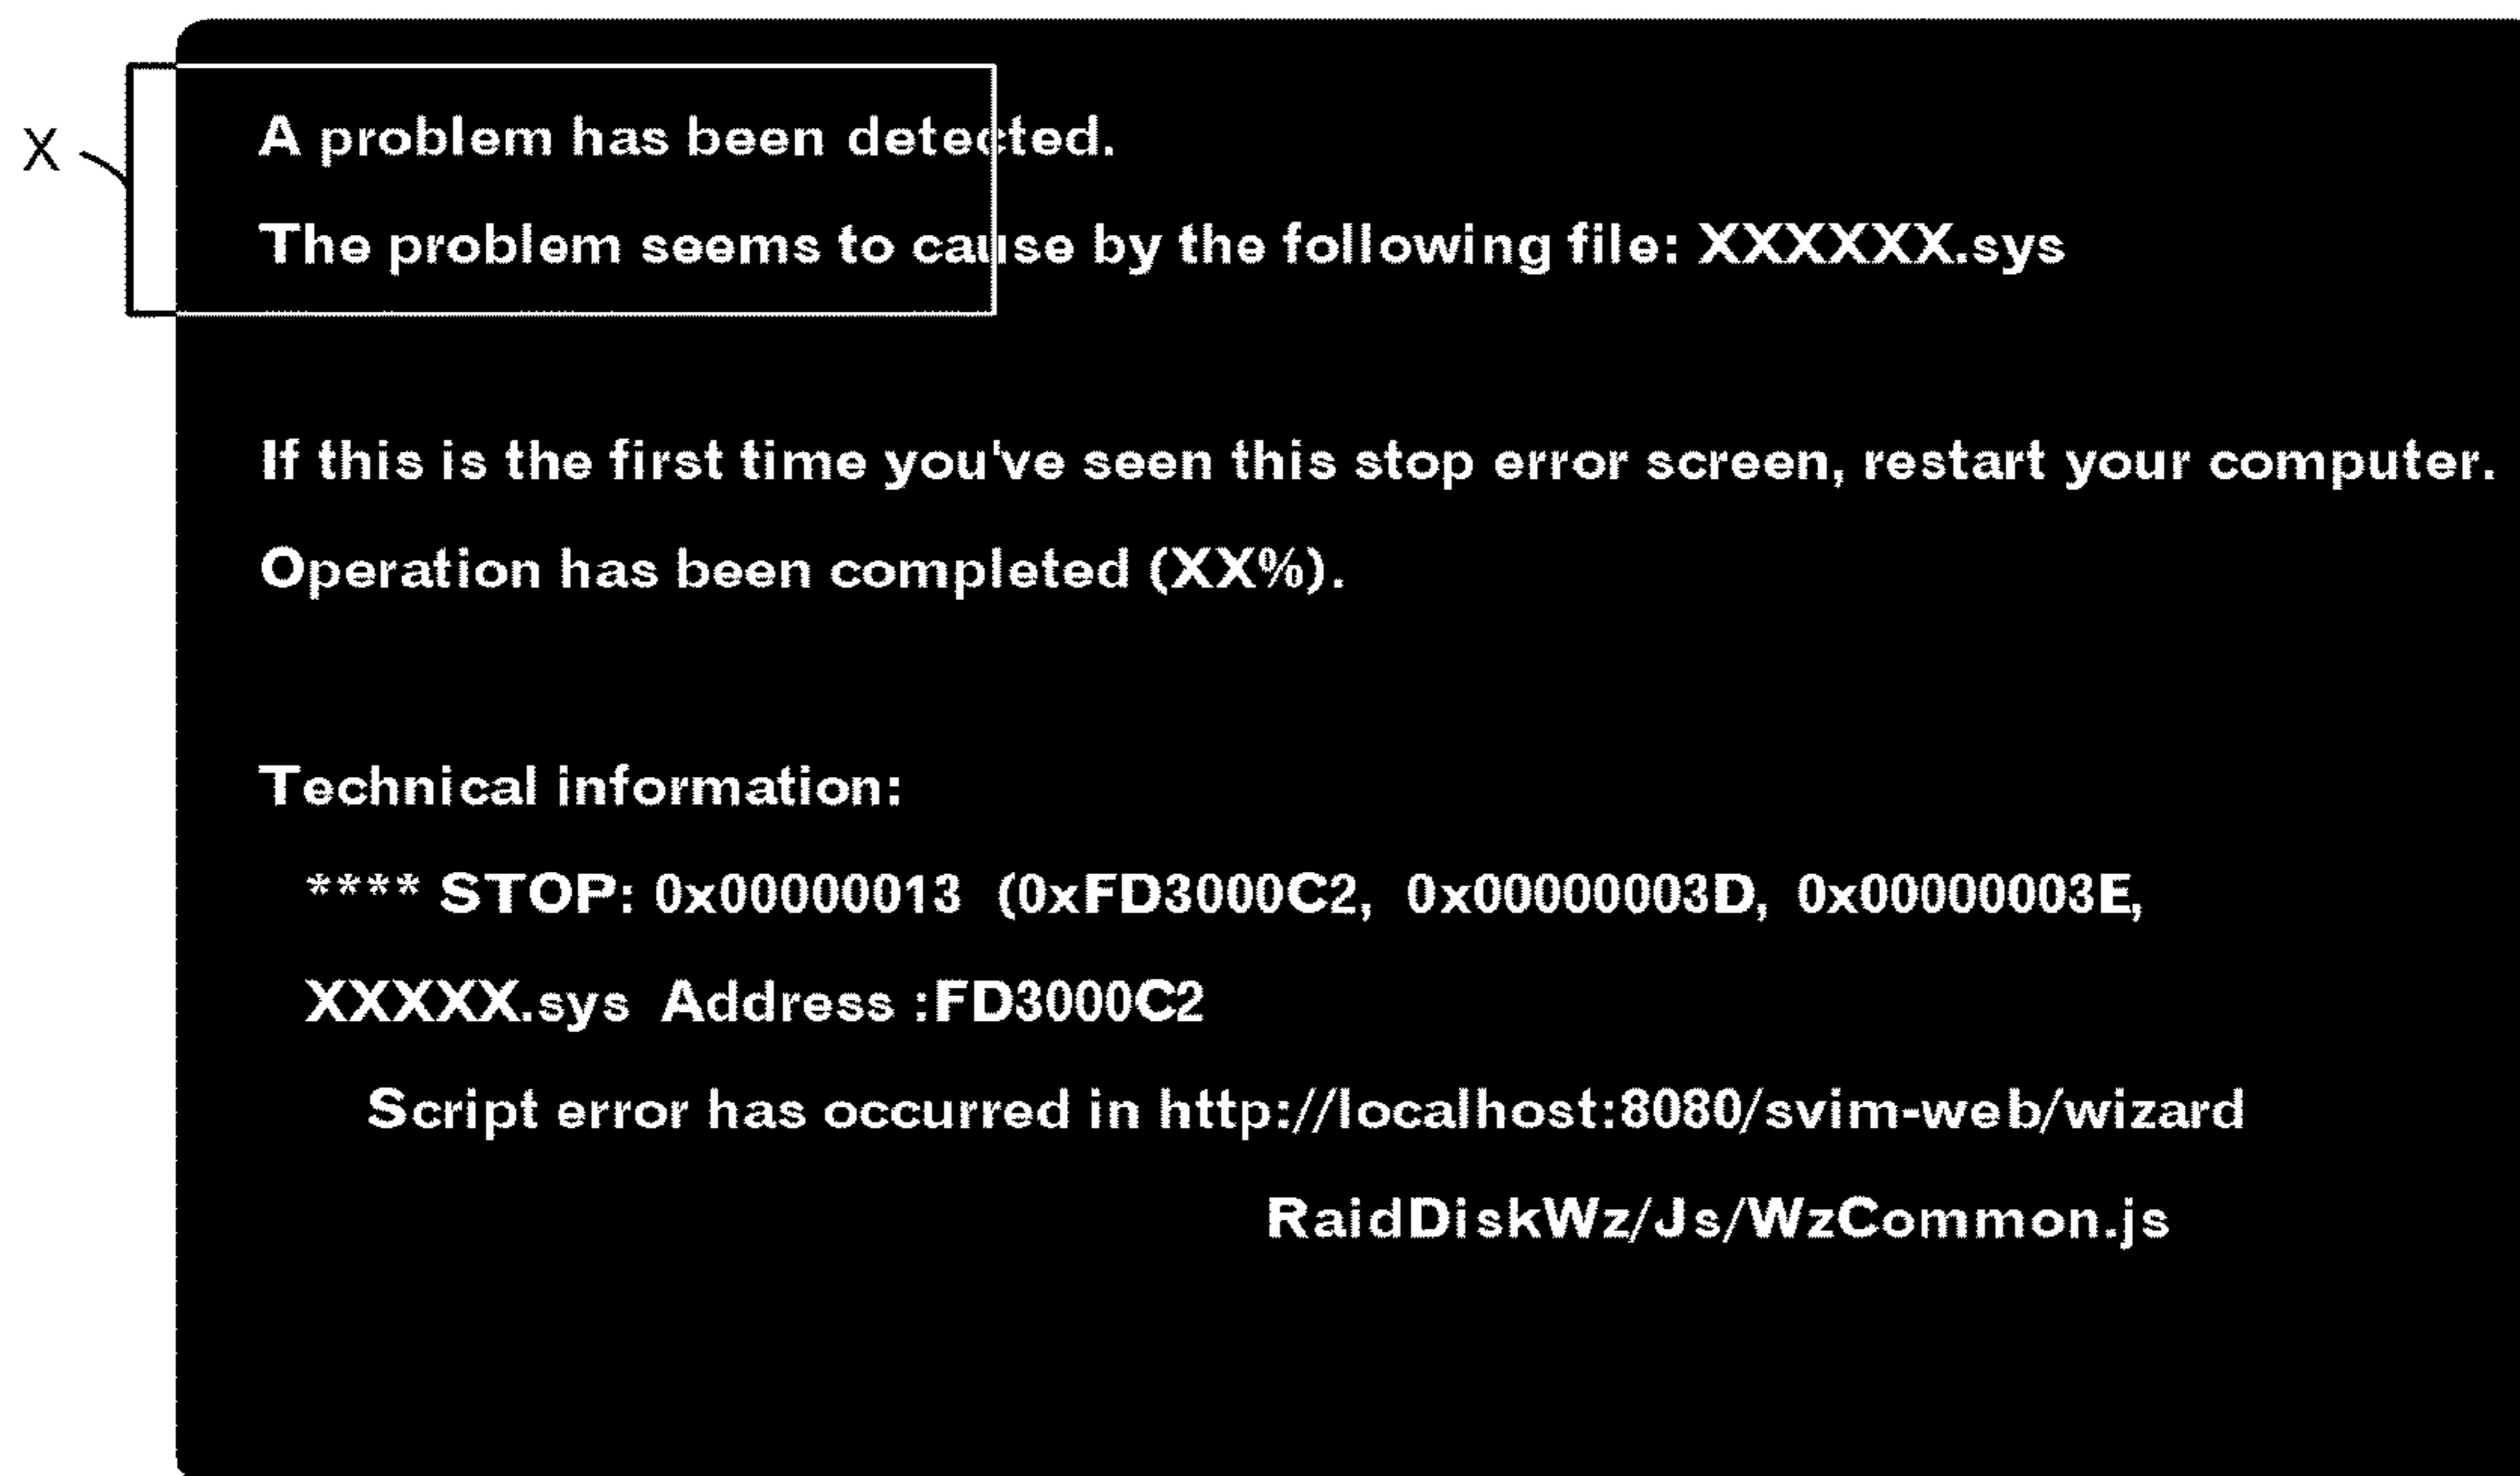 X
A problem has been detected.
The problem seems to cause by the following file: XXXXXX.sys
If this is the first time you've seen this stop error screen, restart your computer.
Operation has been completed (XX%).
Technical information:
**** STOP: 0x00000013 (0xFD3000C2, 0x00000003D, 0x00000003E,
XXXXX.sys Address :FD3000C2
Script error has occurred in http://localhost:8080/svim-web/wizard
RaidDiskWz/Js/WzCommon.js